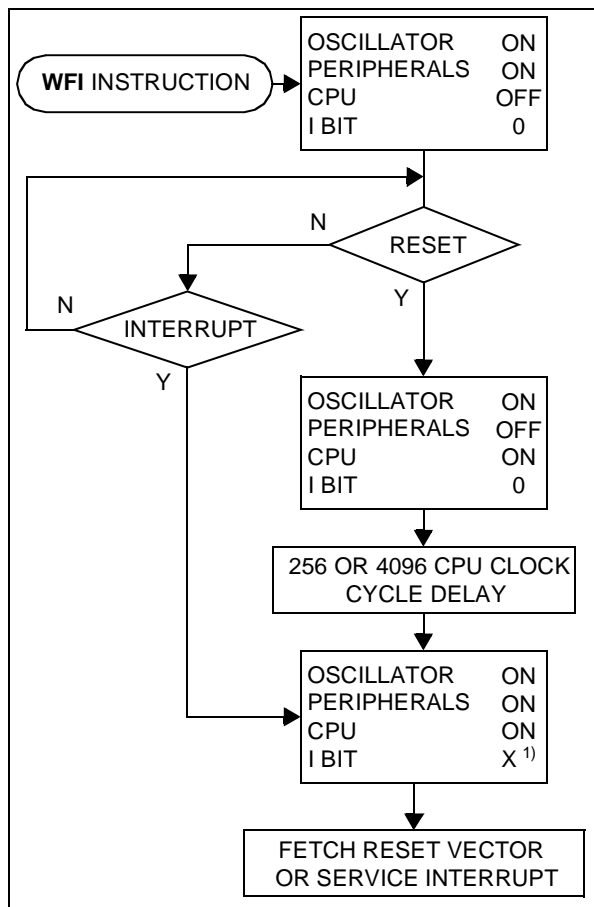 WFI INSTRUCTION
OSCILLATOR ON
PERIPHERALS ON
CPU OFF
I BIT 0
N
RESET
Y
N
INTERRUPT
Y
OSCILLATOR ON
PERIPHERALS OFF
CPU ON
I BIT 0
256 OR 4096 CPU CLOCK
CYCLE DELAY
OSCILLATOR ON
PERIPHERALS ON
CPU ON
I BIT X 1)
FETCH RESET VECTOR
OR SERVICE INTERRUPT